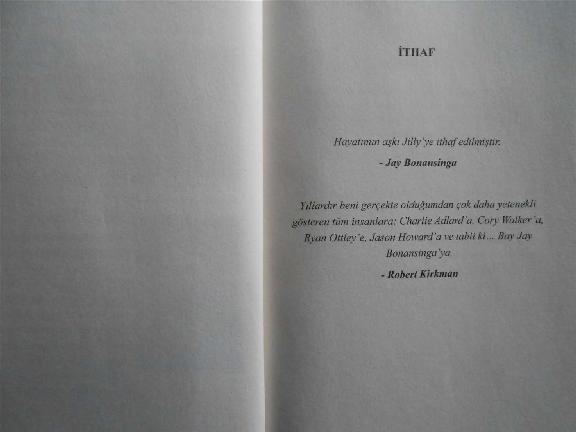 İTHAF
Hayatımın aşkı Jilly'ye ithaf edilmiştir.
- Jay Bonansinga
Yıllardır beni gerçekte olduğumdan çok daha yetenekli
gösteren tüm insanlara; Charlie Adlard'a, Cory Walker'a,
Ryan Ottley'e, Jason Howard'a ve tabii ki... Bay Jay
Bonansinga'ya.
- Robert Kirkman